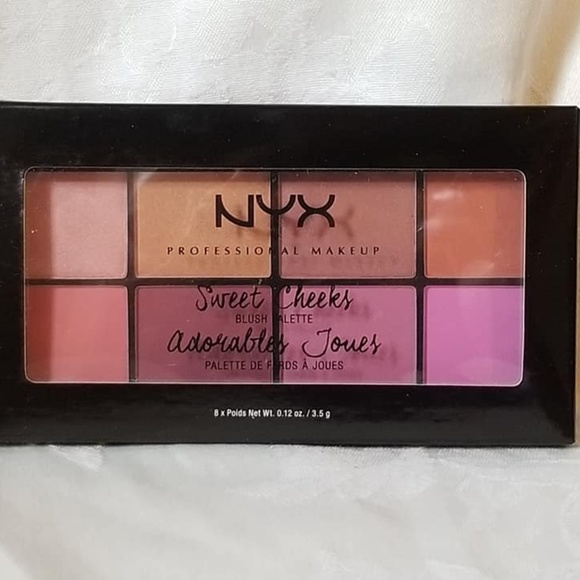 NYX
PROFESSIONAL MAKEUP
Sweet Cheeks
BLUSH PALETTE
Adorables Joues
PALETTE DE FARDS À JOUES
8 x Poids Net Wt. 0.12 oz. / 3.5 g